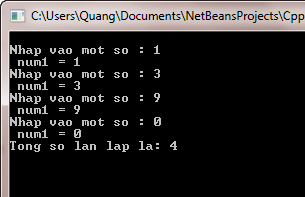 C:\Users\Quang\Documents\NetBeansProjects\Cpp
Nhap vao mot so : 1
num1 = 1
Nhap vao mot so : 3
num1 = 3
Nhap vao mot so : 9
num1 = 9
Nhap vao mot so : 0
num1 = 0
Tong so lan lap la: 4